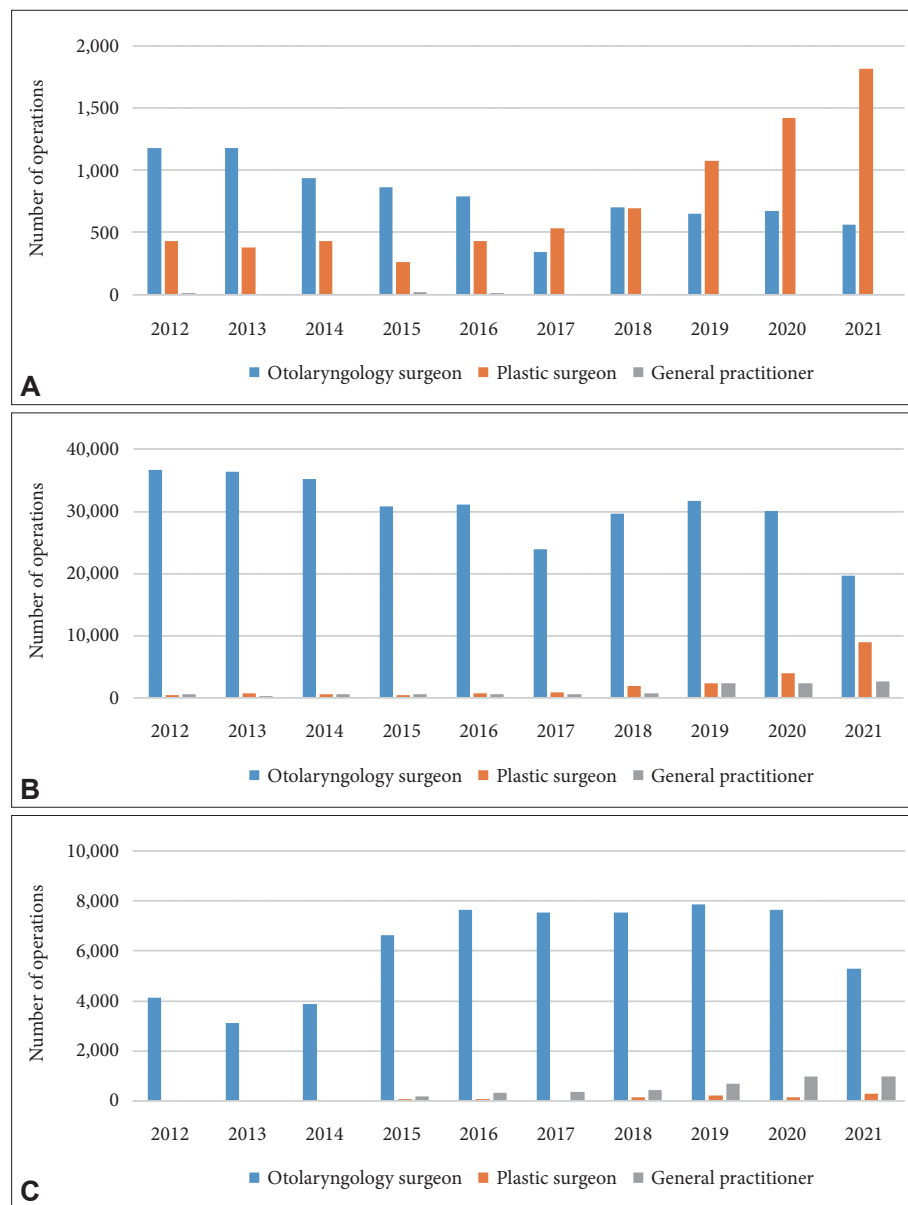 2,000
1,500
1,000
500
0
Number of operations
2012 2013 2014 2015 2016 2017 2018 2019 2020 2021
Otolaryngology surgeon Plastic surgeon General practitioner
A
40,000
30,000
20,000
10,000
0
Number of operations
2012 2013 2014 2015 2016 2017 2018 2019 2020 2021
Otolaryngology surgeon Plastic surgeon General practitioner
B
10,000
8,000
6,000
4,000
2,000
0
Number of operations
2012 2013 2014 2015 2016 2017 2018 2019 2020 2021
Otolaryngology surgeon Plastic surgeon General practitioner
C